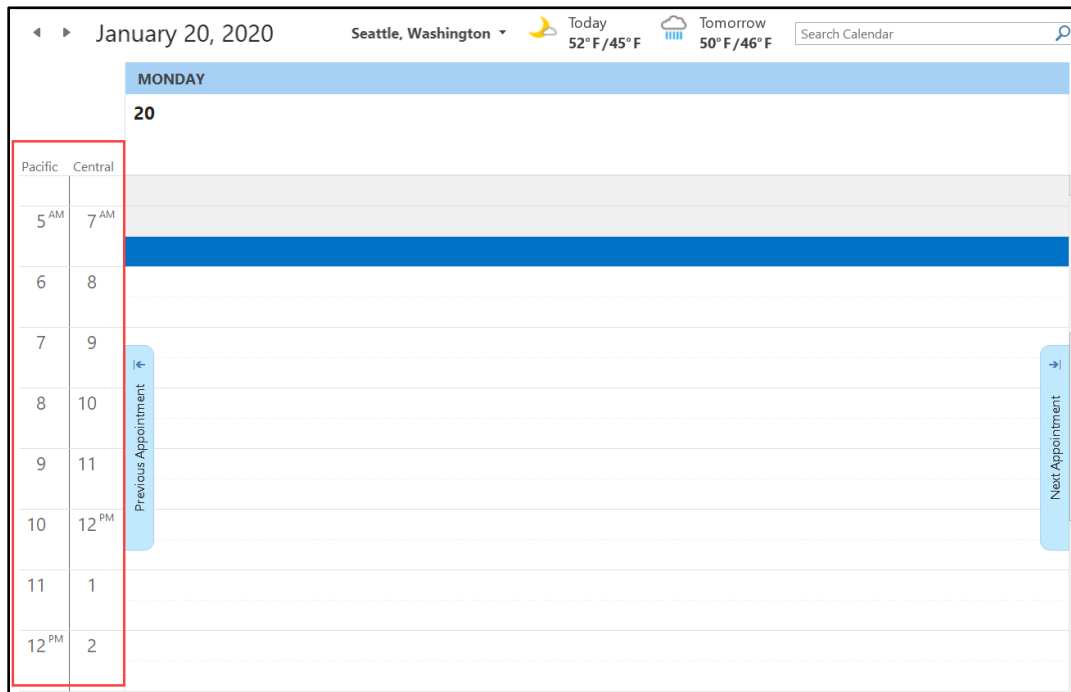 January 20, 2020
Seattle, Washington
Today
52°F/45°F
Tomorrow
50°F/46°F
Search Calendar
MONDAY
20
Pacific Central
5 AM 7 AM
6 8
7 9
8 10
9 11
10 12 PM
11 1
12 PM 2
Previous Appointment
Next Appointment